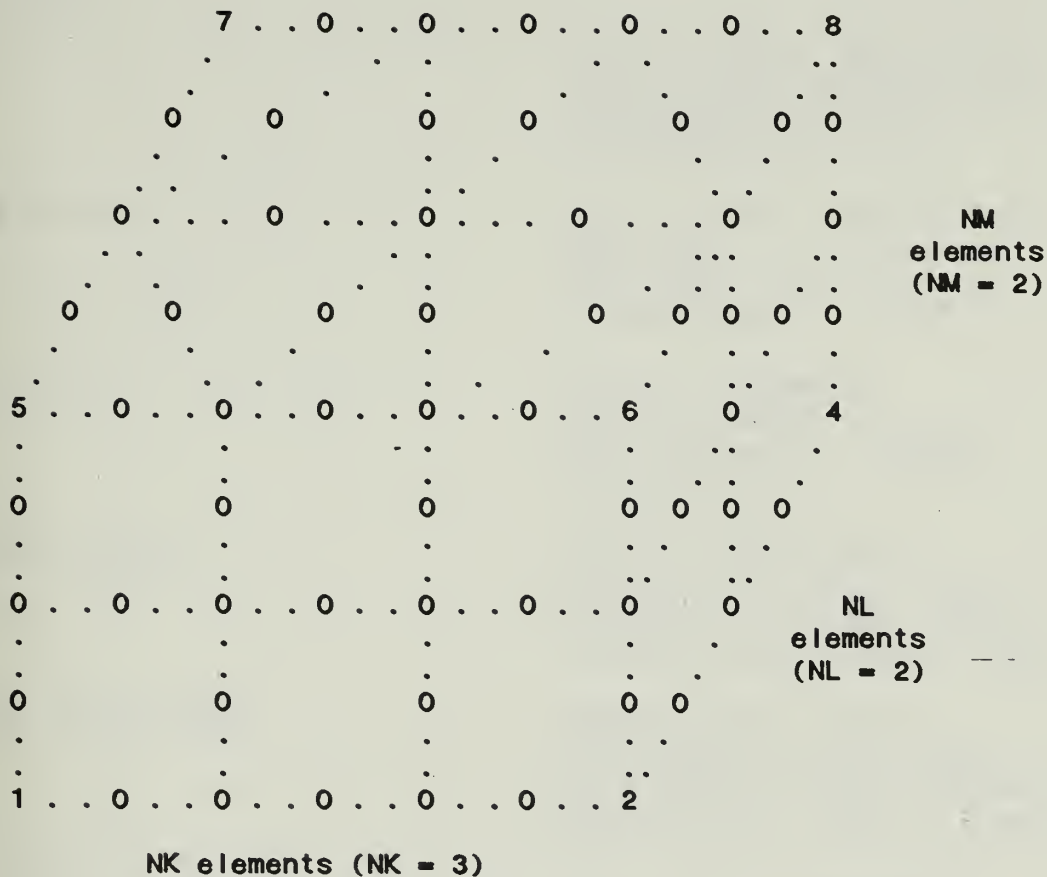 7 . . O . . O . . O . . O . . O . . 8
O O O O O O O
O . . . . O . . . O . . . O . . . . O O
NM
elements
(NM = 2)
O O O O O O O O O
5 . . O . . O . . O . . O . . O . . 6 O 4
O O O O O O O
O . . O . . O . . O . . O . . O . . O O
NL
elements
(NL = 2)
O O O O O
1 . . O . . O . . O . . O . . O . . 2
NK elements (NK = 3)